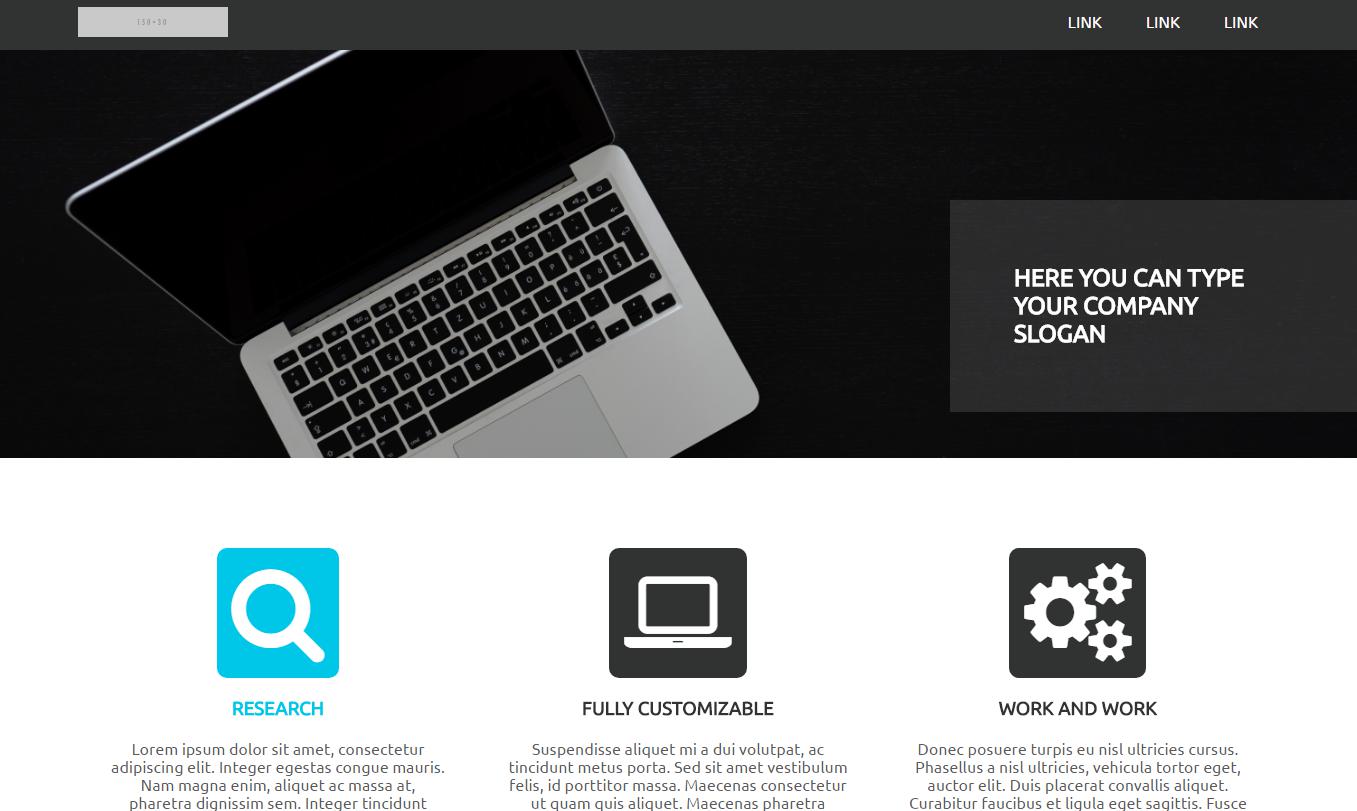 150×50
LINK LINK LINK
HERE YOU CAN TYPE
YOUR COMPANY
SLOGAN
RESEARCH
Lorem ipsum dolor sit amet, consectetur
adipiscing elit. Integer egestas congue mauris.
Nam magna enim, aliquet ac massa at,
pharetra dignissim sem. Integer tincidunt
FULLY CUSTOMIZABLE
Suspendisse aliquet mi a dui volutpat, ac
tincidunt metus porta. Sed sit amet vestibulum
felis, id porttitor massa. Maecenas consectetur
ut quam quis aliquet. Maecenas pharetra
WORK AND WORK
Donec posuere turpis eu nisl ultricies cursus.
Phasellus a nisl ultricies, vehicula tortor eget,
auctor elit. Duis placerat convallis aliquet.
Curabitur faucibus et ligula eget sagittis. Fusce